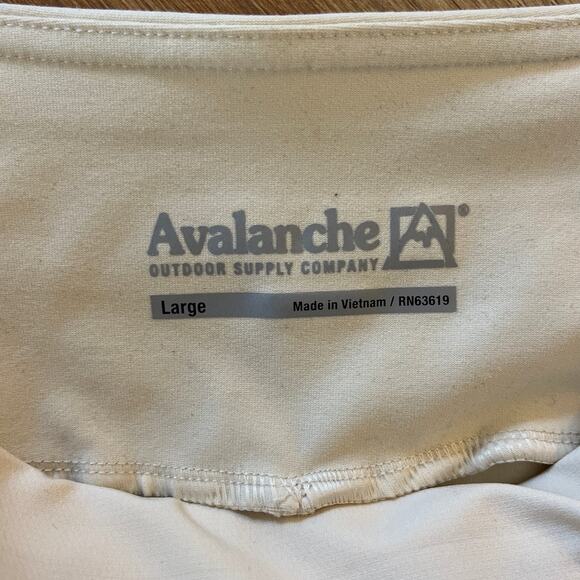 Avalanche ®
OUTDOOR SUPPLY COMPANY
Large Made in Vietnam / RN63619